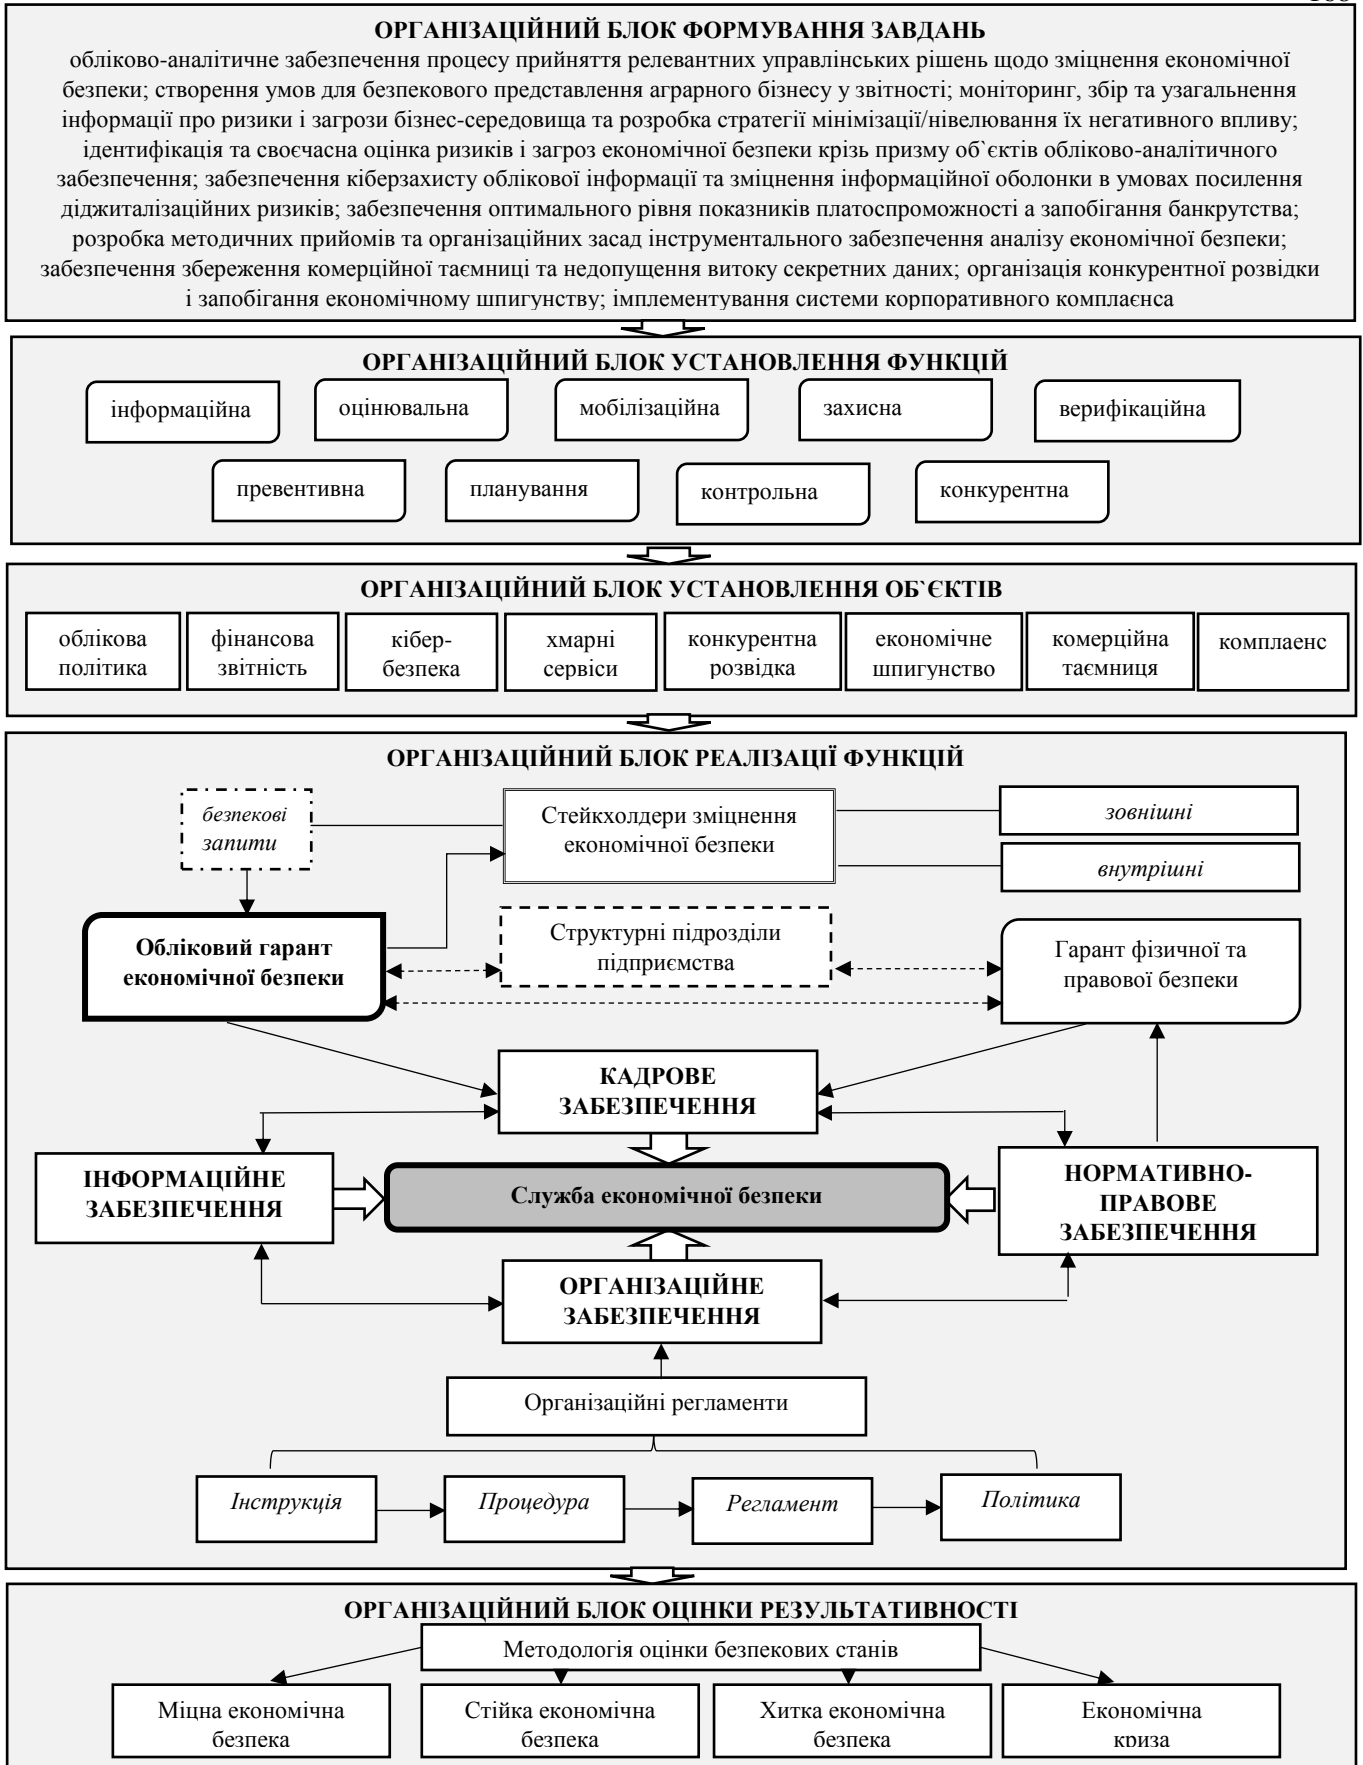 ОРГАНІЗАЦІЙНИЙ БЛОК ФОРМУВАННЯ ЗАВДАНЬ
обліково-аналітичне забезпечення процесу прийняття релевантних управлінських рішень щодо зміцнення економічної
безпеки; створення умов для безпекового представлення аграрного бізнесу у звітності; моніторинг, збір та узагальнення
інформації про ризики і загрози бізнес-середовища та розробка стратегії мінімізації/нівелювання їх негативного впливу;
ідентифікація та своєчасна оцінка ризиків і загроз економічної безпеки крізь призму об`єктів обліково-аналітичного
забезпечення; забезпечення кіберзахисту облікової інформації та зміцнення інформаційної оболонки в умовах посилення
діджиталізаційних ризиків; забезпечення оптимального рівня показників платоспроможності а запобігання банкрутства;
розробка методичних прийомів та організаційних засад інструментального забезпечення аналізу економічної безпеки;
забезпечення збереження комерційної таємниці та недопущення витоку секретних даних; організація конкурентної розвідки
і запобігання економічному шпигунству; імплементування системи корпоративного комплаєнса
ОРГАНІЗАЦІЙНИЙ БЛОК УСТАНОВЛЕННЯ ФУНКЦІЙ
інформаційна
оцінювальна
мобілізаційна
захисна
верифікаційна
превентивна
планування
контрольна
конкурентна
ОРГАНІЗАЦІЙНИЙ БЛОК УСТАНОВЛЕННЯ ОБ`ЄКТІВ
облікова
політика
фінансова
звітність
кібер-
безпека
хмарні
сервіси
конкурентна
розвідка
економічне
шпигунство
комерційна
таємниця
комплаенс
ОРГАНІЗАЦІЙНИЙ БЛОК РЕАЛІЗАЦІЇ ФУНКЦІЙ
безпекові
запити
Стейкхолдери зміцнення
економічної безпеки
зовнішні
внутрішні
Обліковий гарант
економічної безпеки
Структурні підрозділи
підприємства
Гарант фізичної та
правової безпеки
КАДРОВЕ
ЗАБЕЗПЕЧЕННЯ
ІНФОРМАЦІЙНЕ
ЗАБЕЗПЕЧЕННЯ
Служба економічної безпеки
НОРМАТИВНО-
ПРАВОВЕ
ЗАБЕЗПЕЧЕННЯ
ОРГАНІЗАЦІЙНЕ
ЗАБЕЗПЕЧЕННЯ
Організаційні регламенти
Інструкція
Процедура
Регламент
Політика
ОРГАНІЗАЦІЙНИЙ БЛОК ОЦІНКИ РЕЗУЛЬТАТИВНОСТІ
Методологія оцінки безпекових станів
Міцна економічна
безпека
Стійка економічна
безпека
Хитка економічна
безпека
Економічна
криза